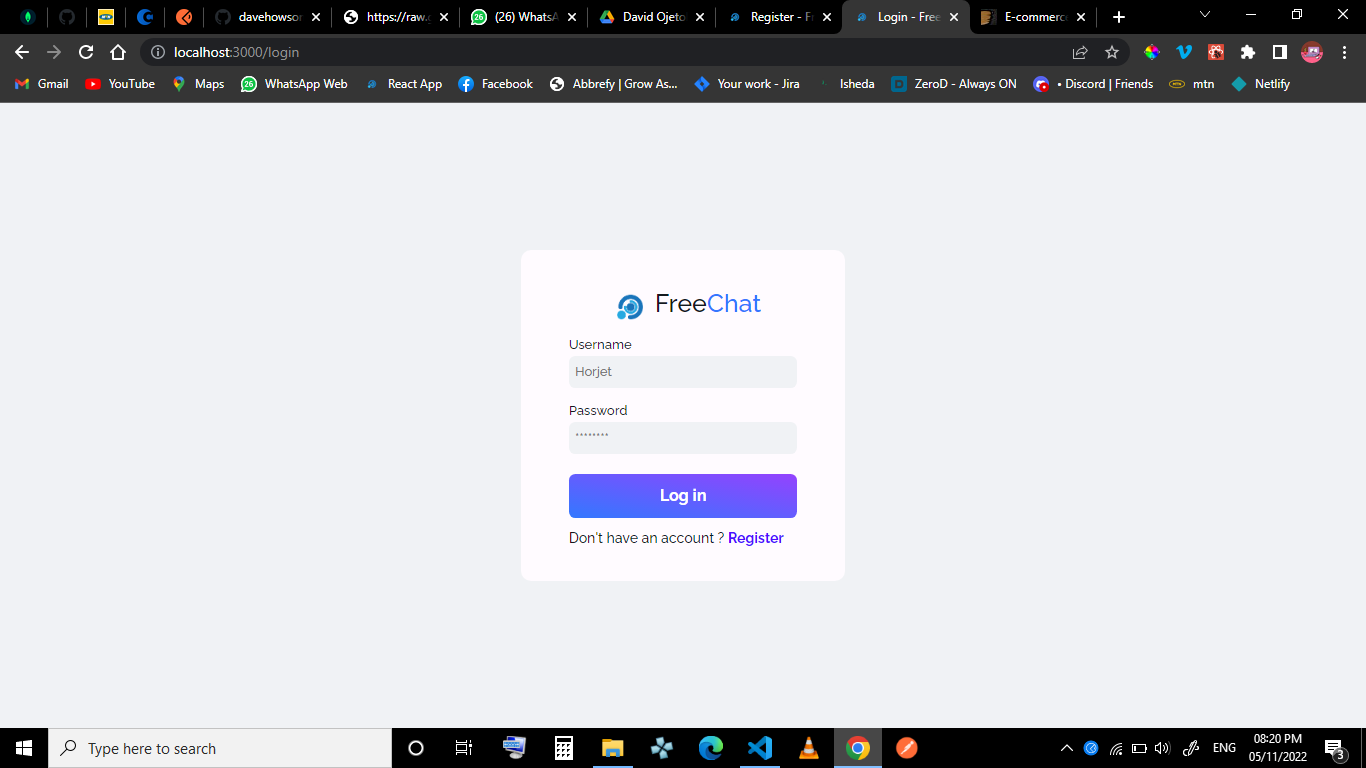 davehowsor
https://raw.g
(26) WhatsA
David Ojeto
Register - F
Login - Free
E-commerc
localhost:3000/login
Gmail
YouTube
Maps
WhatsApp Web
React App
Facebook
Abbrefy | Grow As...
Your work - Jira
Isheda
ZeroD - Always ON
• Discord | Friends
mtn
Netlify
FreeChat
Username
Horjet
Password
********
Log in
Don't have an account ? Register
Type here to search
ENG
08:20 PM
05/11/2022
3